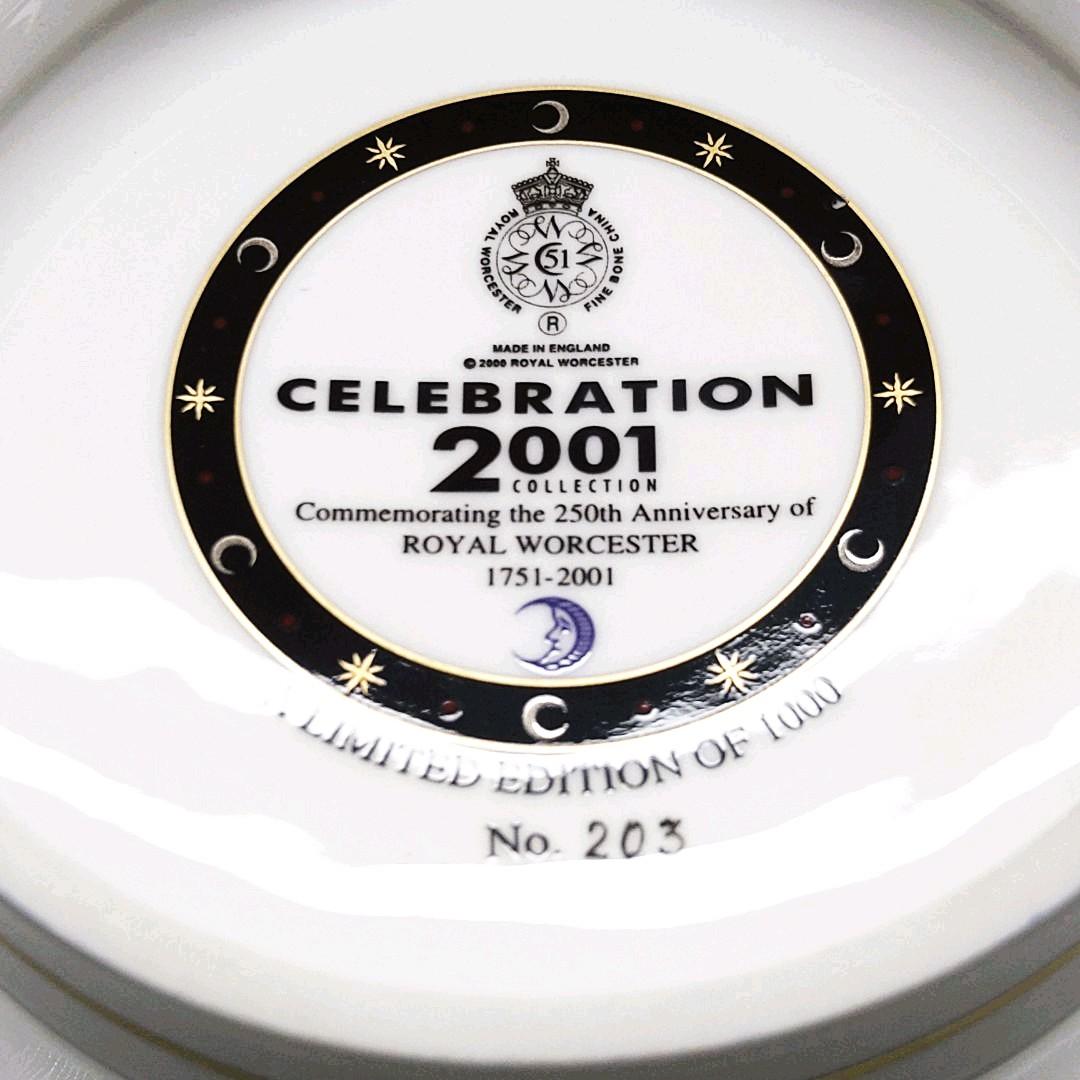 ROYAL WORCESTER FINE BONE CHINA
51
R
MADE IN ENGLAND
© 2000 ROYAL WORCESTER
CELEBRATION
2001
COLLECTION
Commemorating the 250th Anniversary of
ROYAL WORCESTER
1751-2001
LIMITED EDITION OF 1000
No. 203